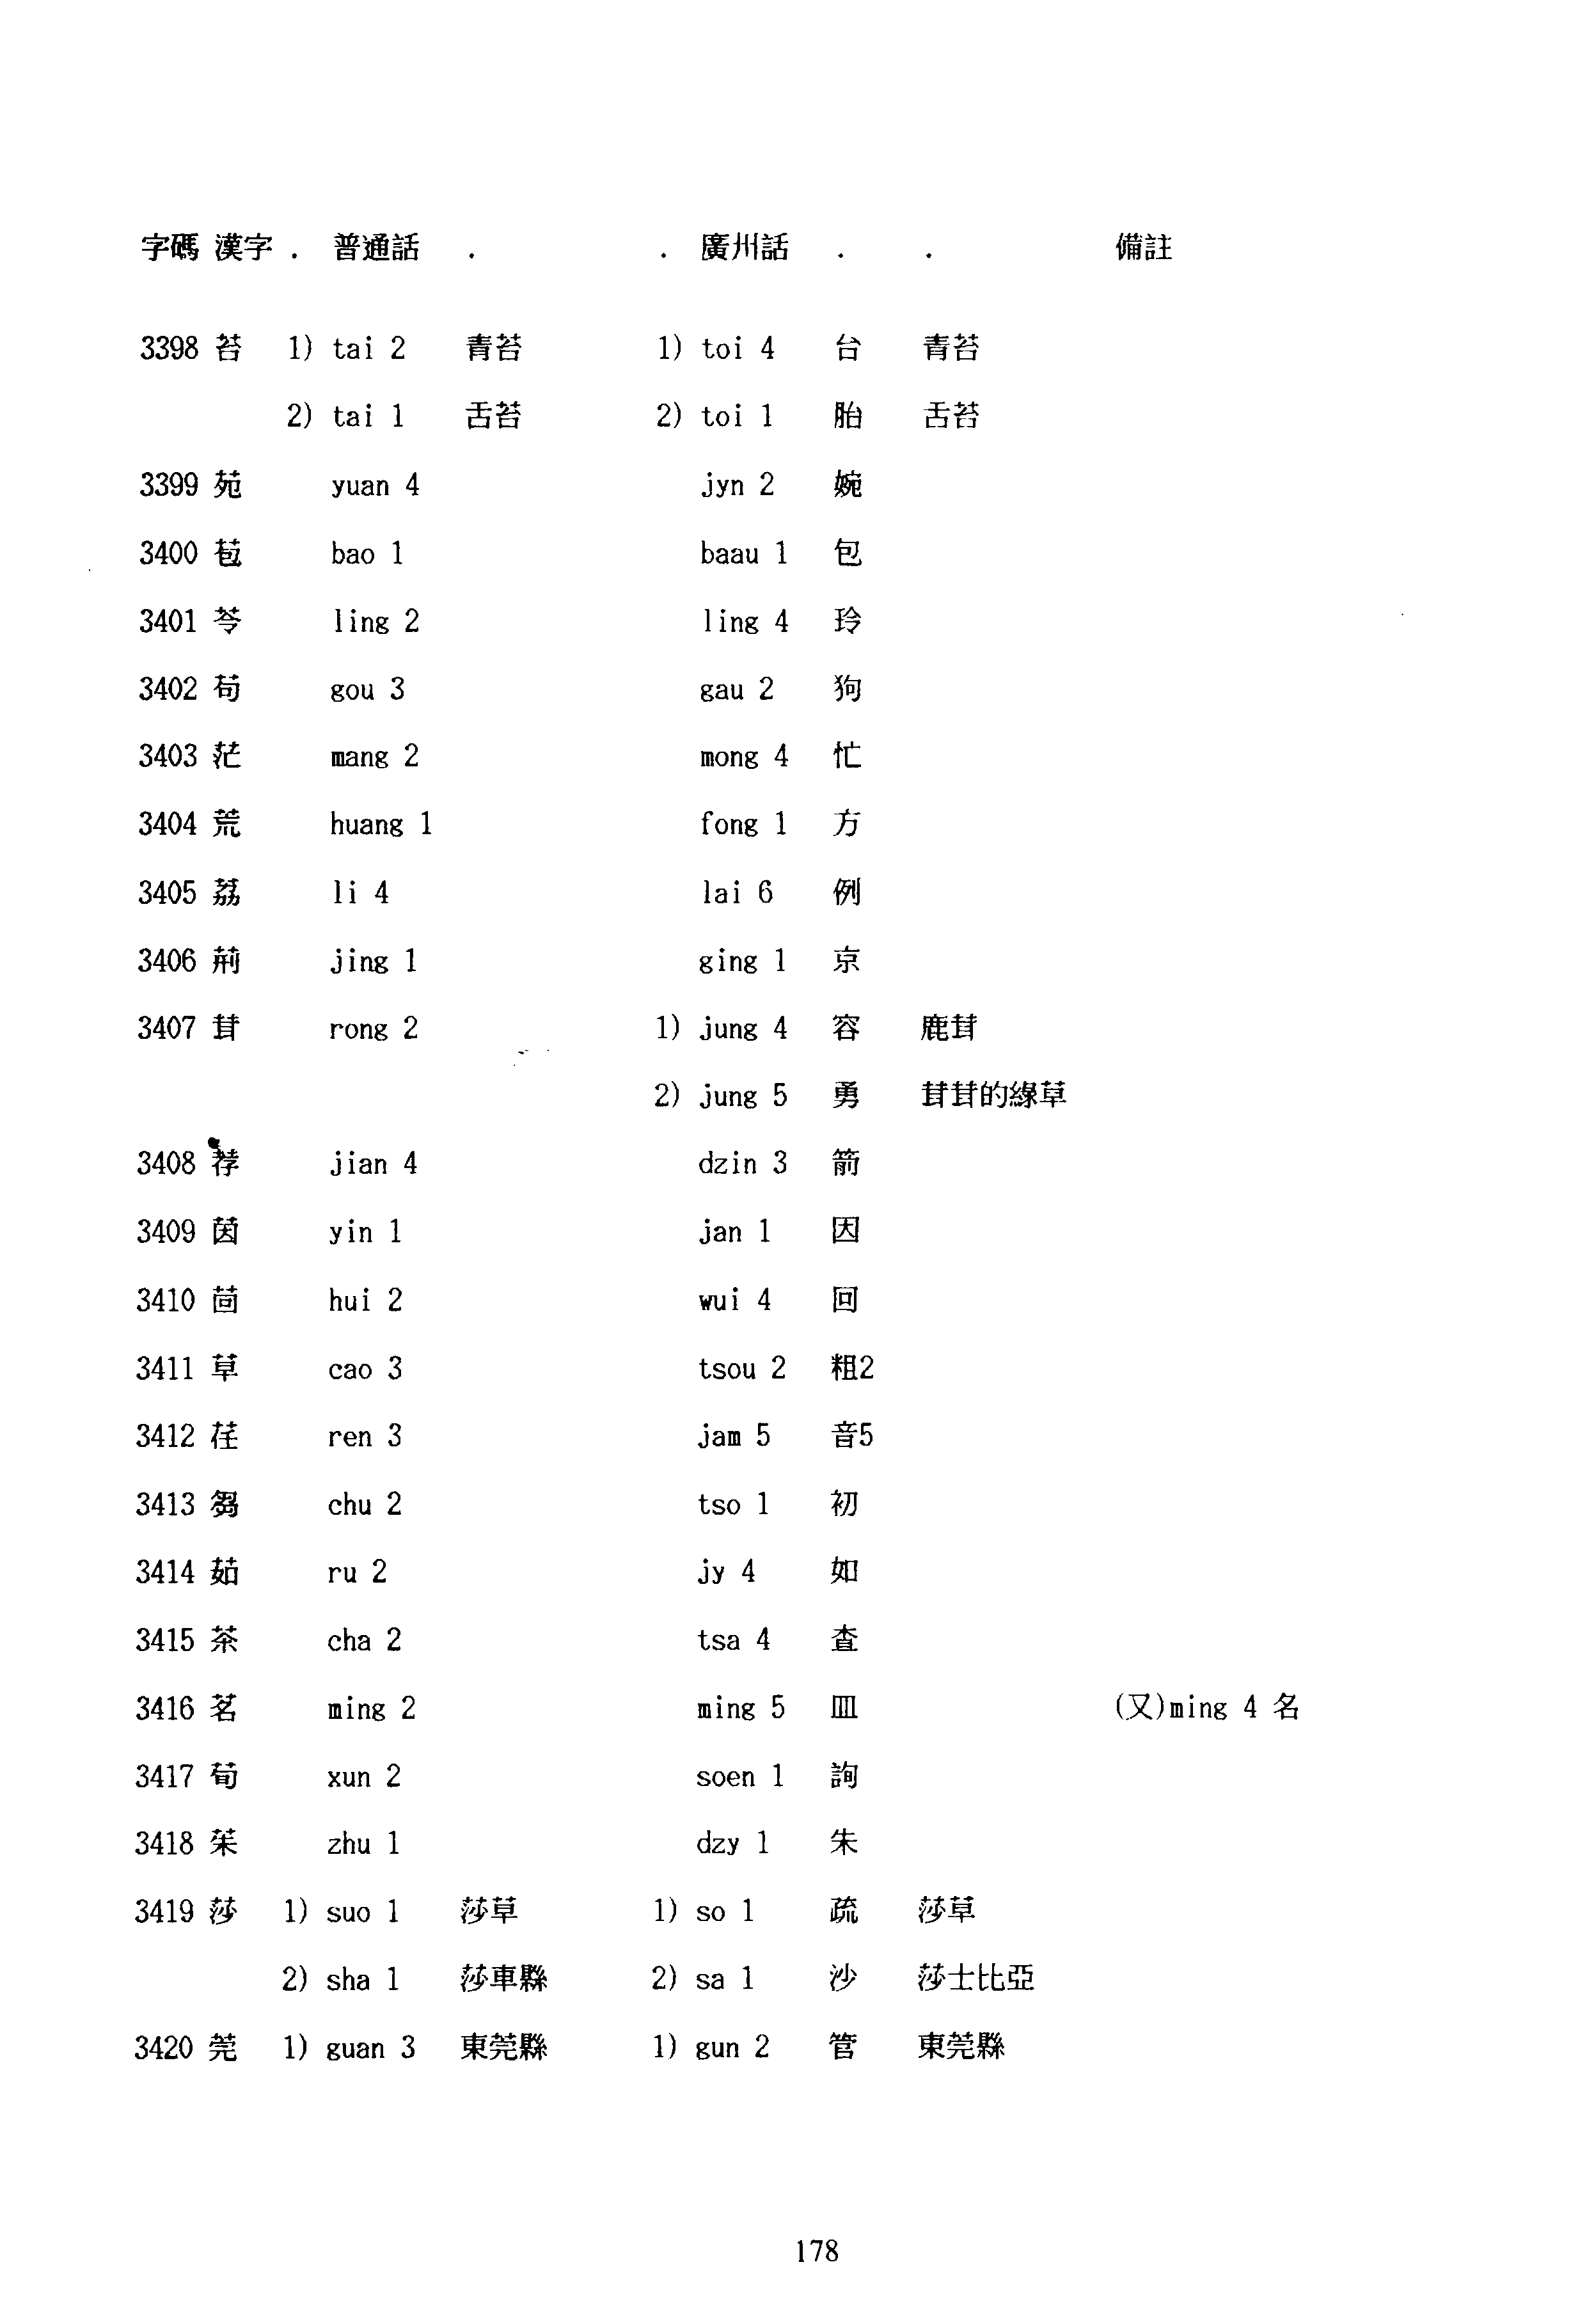 字碼 漢字 . 普通話 . . 廣州話 . . 備註
3398 苔 1) tai 2 青苔 1) toi 4 台 青苔
2) tai 1 舌苔 2) toi 1 胎 舌苔
3399 苑 yuan 4 jyn 2 婉
3400 苞 bao 1 baau 1 包
3401 苓 ling 2 ling 4 玲
3402 苟 gou 3 gau 2 狗
3403 茫 mang 2 mong 4 忙
3404 荒 huang 1 fong 1 方
3405 荔 li 4 lai 6 例
3406 荊 jing 1 ging 1 京
3407 茸 rong 2 1) jung 4 容 鹿茸
2) jung 5 勇 茸茸的綠草
3408 荐 jian 4 dzin 3 箭
3409 茵 yin 1 jan 1 因
3410 茴 hui 2 wui 4 回
3411 草 cao 3 tsou 2 粗2
3412 荏 ren 3 jam 5 音5
3413 芻 chu 2 tso 1 初
3414 茹 ru 2 jy 4 如
3415 茶 cha 2 tsa 4 查
3416 茗 ming 2 ming 5 皿 (又)ming 4 名
3417 荀 xun 2 soen 1 詢
3418 茱 zhu 1 dzy 1 朱
3419 莎 1) suo 1 莎草 1) so 1 疏 莎草
2) sha 1 莎車縣 2) sa 1 沙 莎士比亞
3420 莞 1) guan 3 東莞縣 1) gun 2 管 東莞縣
178